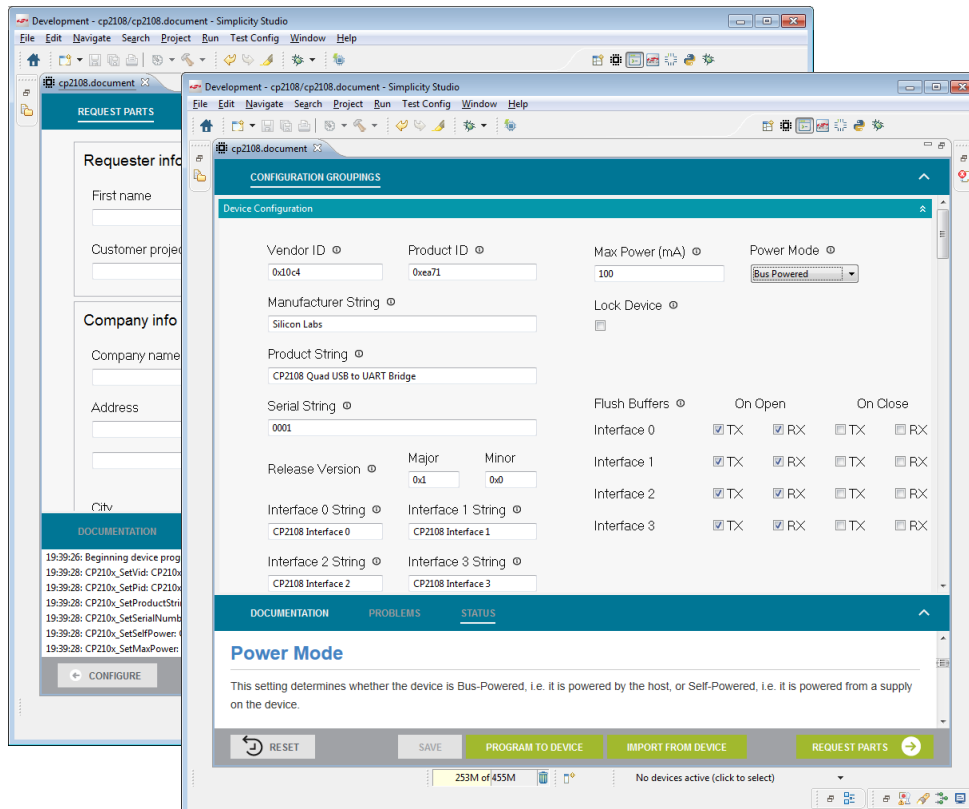 Development - cp2108/cp2108.document - Simplicity Studio
File Edit Navigate Search Project Run Test Config Window Help
cp2108.document
REQUEST PARTS
Requester info
First name
Customer projec
Company info
Company name
Address
City
DOCUMENTATION
19:39:26: Beginning device prog
19:39:28: CP210x_SetVid: CP210x
19:39:28: CP210x_SetPid: CP210x
19:39:28: CP210x_SetProductStrin
19:39:28: CP210x_SetSerialNumb
19:39:28: CP210x_SetSelfPower: C
19:39:28: CP210x_SetMaxPower:
CONFIGURE
Development - cp2108/cp2108.document - Simplicity Studio
File Edit Navigate Search Project Run Test Config Window Help
cp2108.document
CONFIGURATION GROUPINGS
Device Configuration
Vendor ID Product ID Max Power (mA) Power Mode
0x10c4 0xea71 100 Bus Powered
Manufacturer String Lock Device
Silicon Labs
Product String
CP2108 Quad USB to UART Bridge
Serial String Flush Buffers On Open On Close
0001
Interface 0 TX RX TX RX
Major Minor
Interface 1 TX RX TX RX
Release Version 0x1 0x0
Interface 2 TX RX TX RX
Interface 0 String Interface 1 String
Interface 3 TX RX TX RX
CP2108 Interface 0 CP2108 Interface 1
Interface 2 String Interface 3 String
CP2108 Interface 2 CP2108 Interface 3
DOCUMENTATION PROBLEMS STATUS
Power Mode
This setting determines whether the device is Bus-Powered, i.e. it is powered by the host, or Self-Powered, i.e. it is powered from a supply
on the device.
RESET SAVE PROGRAM TO DEVICE IMPORT FROM DEVICE REQUEST PARTS
253M of 455M No devices active (click to select)